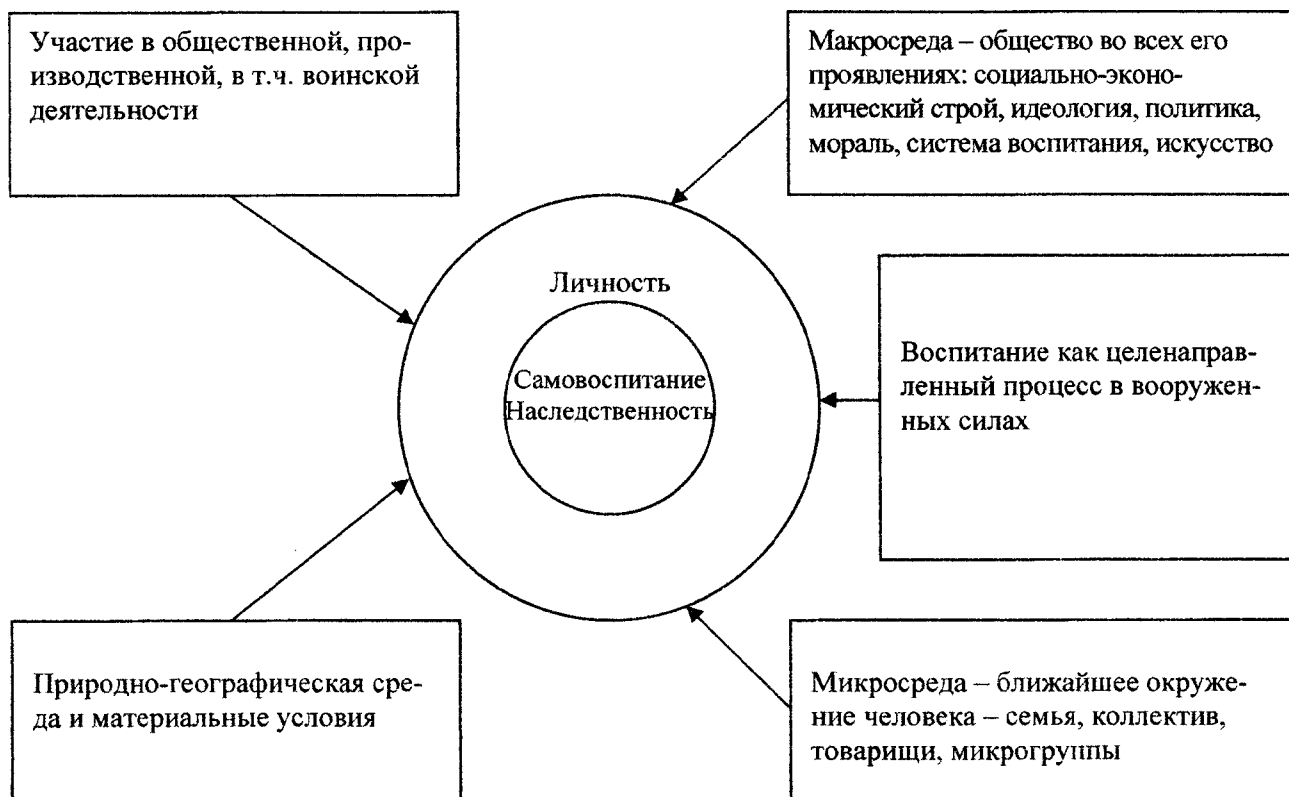 Участие в общественной, про-
изводственной, в т.ч. воинской
деятельности
Макросреда – общество во всех его
проявлениях: социально-эконо-
мический строй, идеология, политика,
мораль, система воспитания, искусство
Личность
Самовоспитание
Наследственность
Воспитание как целенаправ-
ленный процесс в вооружен-
ных силах
Природно-географическая сре-
да и материальные условия
Микросреда – ближайшее окруже-
ние человека – семья, коллектив,
товарищи, микрогруппы